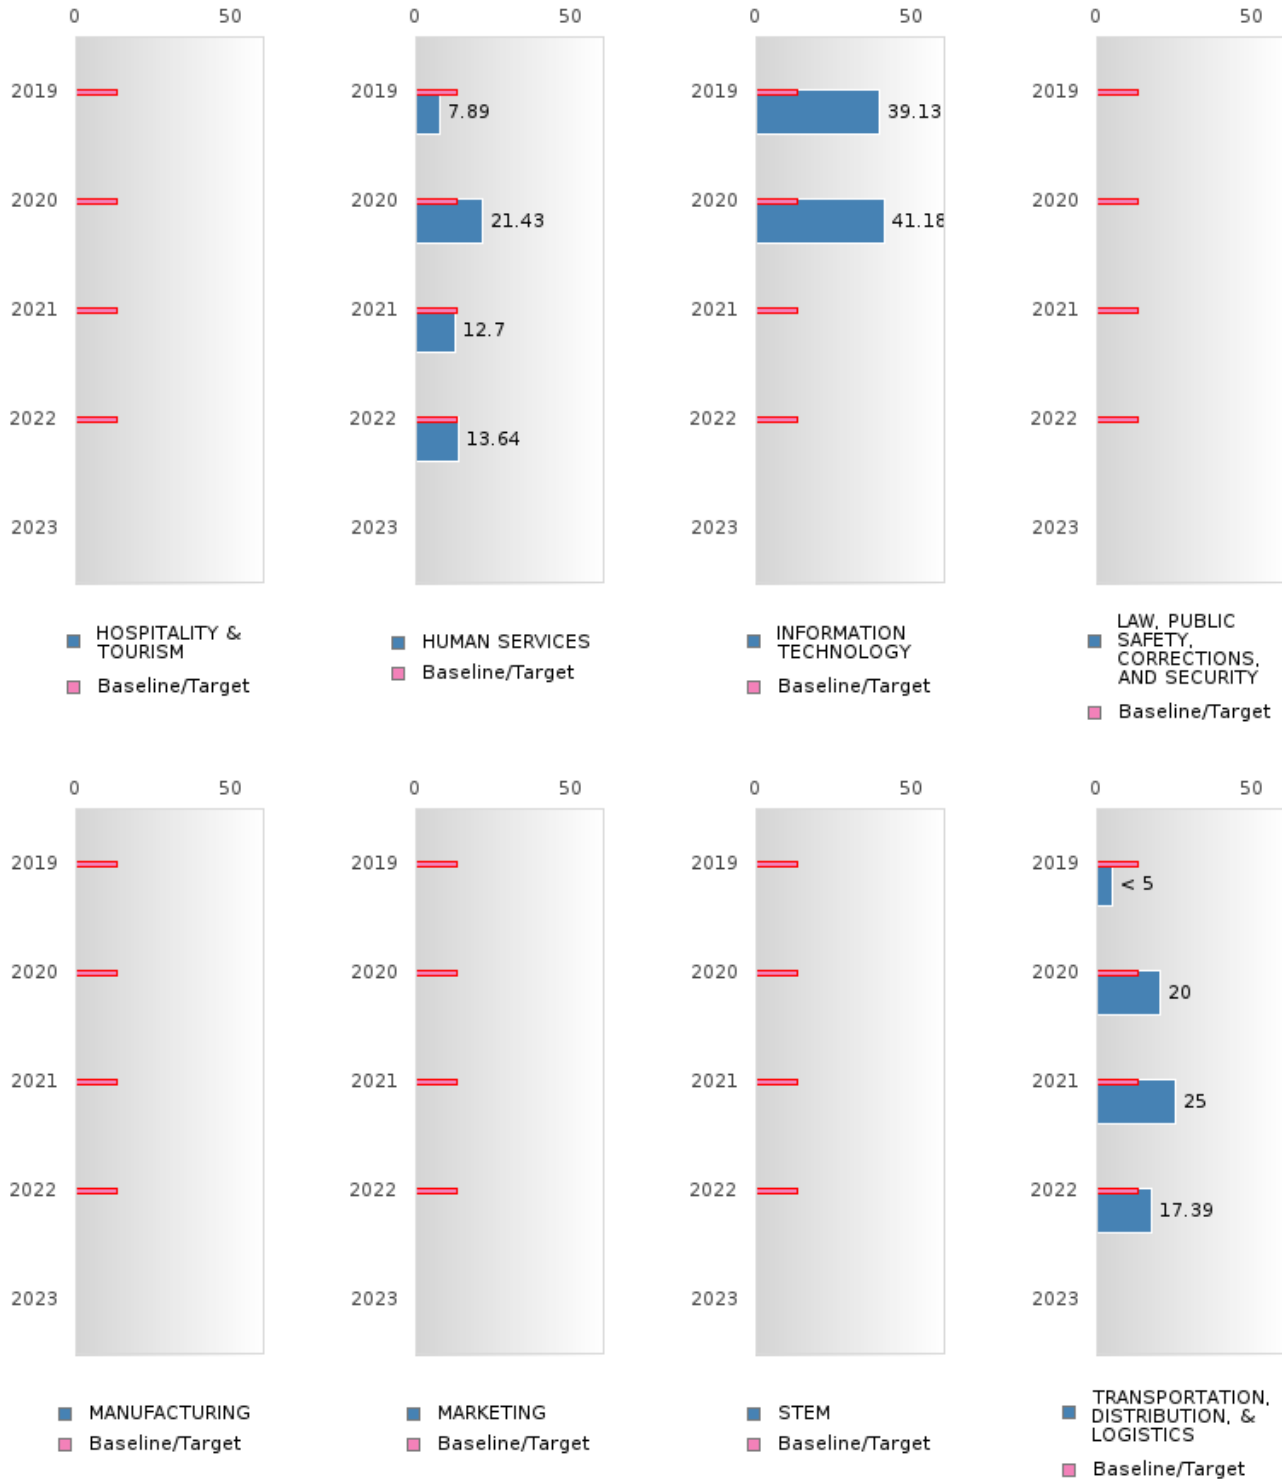 0 50 0 50 0 50 0 50
2019 2019 7.89 2019 39.13 2019
2020 2020 21.43 2020 41.18 2020
2021 2021 12.7 2021 2021
2022 2022 13.64 2022 2022
2023 2023 2023 2023
HOSPITALITY &
TOURISM
Baseline/Target
HUMAN SERVICES
Baseline/Target
INFORMATION
TECHNOLOGY
Baseline/Target
LAW, PUBLIC
SAFETY,
CORRECTIONS,
AND SECURITY
Baseline/Target
0 50 0 50 0 50 0 50
2019 2019 2019 2019 < 5
2020 2020 2020 2020 20
2021 2021 2021 2021 25
2022 2022 2022 2022 17.39
2023 2023 2023 2023
MANUFACTURING
Baseline/Target
MARKETING
Baseline/Target
STEM
Baseline/Target
TRANSPORTATION,
DISTRIBUTION, &
LOGISTICS
Baseline/Target